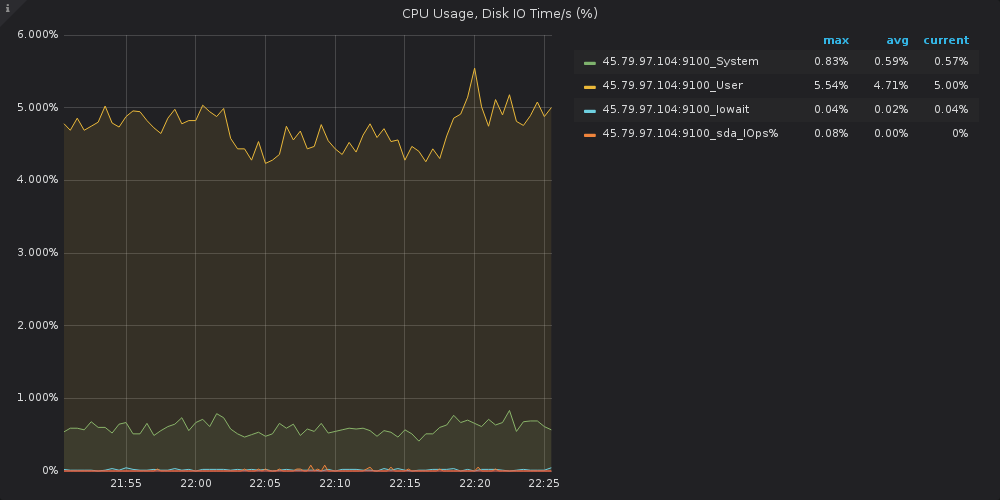 i
CPU Usage, Disk IO Time/s (%)
6.000%
5.000%
4.000%
3.000%
2.000%
1.000%
0%
21:55 22:00 22:05 22:10 22:15 22:20 22:25
max avg current
45.79.97.104:9100_System 0.83% 0.59% 0.57%
45.79.97.104:9100_User 5.54% 4.71% 5.00%
45.79.97.104:9100_Iowait 0.04% 0.02% 0.04%
45.79.97.104:9100_sda_IOps% 0.08% 0.00% 0%